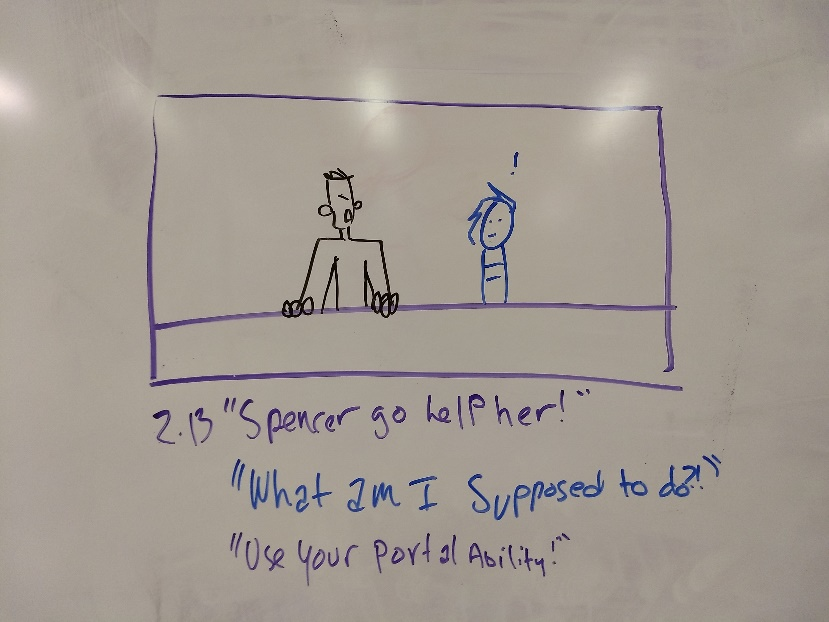 !
2.13 "Spencer go help her!"
"What am I Supposed to do?!"
"Use your Portal Ability!"